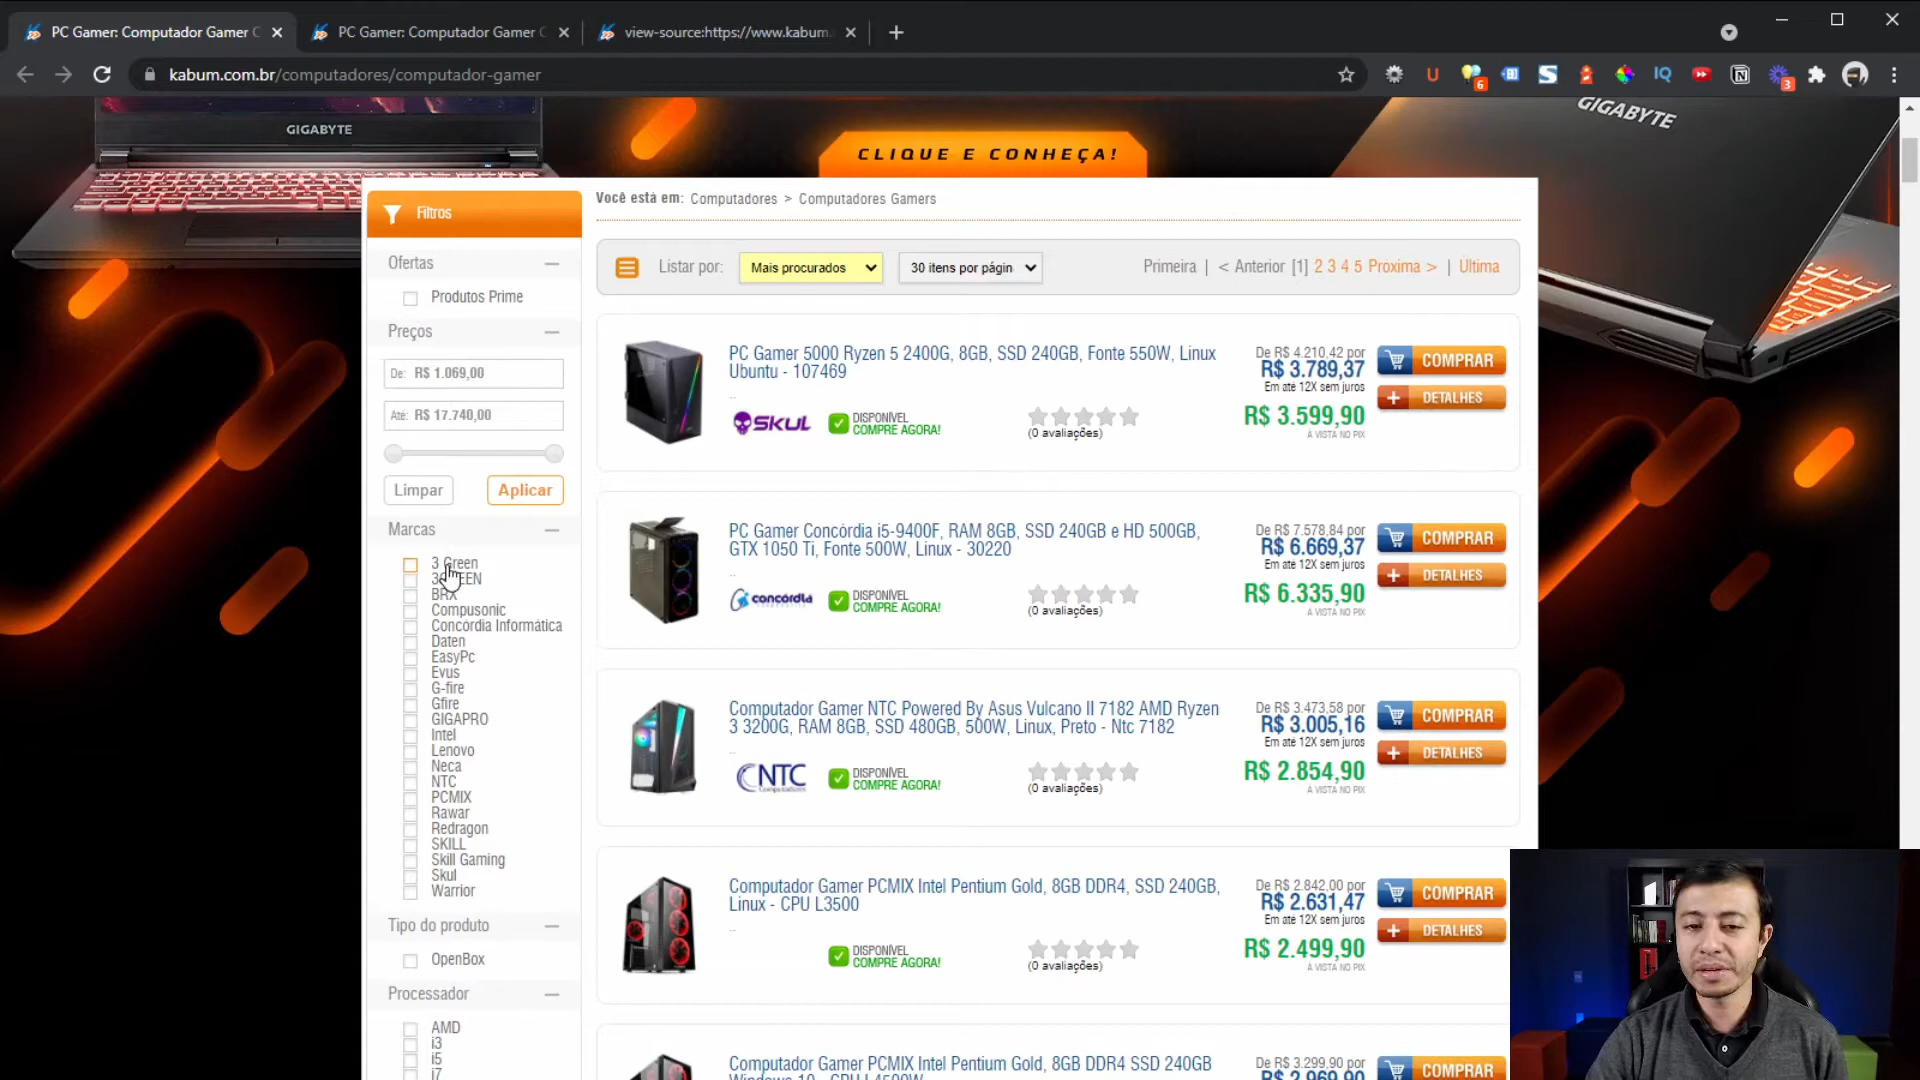 PC Gamer: Computador Gamer C
PC Gamer: Computador Gamer C
view-source:https://www.kabum.
kabum.com.br/computadores/computador-gamer
U
6
S
IQ
N
3
GIGABYTE
CLIQUE E CONHEÇA!
GIGABYTE
Filtros
Ofertas
Produtos Prime
Preços
De: R$ 1.069,00
Até: R$ 17.740,00
Limpar
Aplicar
Marcas
3 Green
BRX
Compusonic
Concórdia Informática
Daten
EasyPc
Evus
G-fire
Gfire
GIGAPRO
Intel
Lenovo
Neca
NTC
PCMIX
Rawar
Redragon
SKILL
Skill Gaming
Skul
Warrior
Tipo do produto
OpenBox
Processador
AMD
i3
i5
i7
Você está em: Computadores > Computadores Gamers
Listar por: Mais procurados 30 itens por págin Primeira | < Anterior [1] 2 3 4 5 Próxima > | Última
PC Gamer 5000 Ryzen 5 2400G, 8GB, SSD 240GB, Fonte 550W, Linux
Ubuntu - 107469
..
SKUL
DISPONÍVEL
COMPRE AGORA!
(0 avaliações)
De R$ 4.210,42 por
R$ 3.789,37
Em até 12X sem juros
R$ 3.599,90
À VISTA NO PIX
COMPRAR
+ DETALHES
PC Gamer Concórdia i5-9400F, RAM 8GB, SSD 240GB e HD 500GB,
GTX 1050 Ti, Fonte 500W, Linux - 30220
..
concórdia
DISPONÍVEL
COMPRE AGORA!
(0 avaliações)
De R$ 7.578,84 por
R$ 6.669,37
Em até 12X sem juros
R$ 6.335,90
À VISTA NO PIX
COMPRAR
+ DETALHES
Computador Gamer NTC Powered By Asus Vulcano II 7182 AMD Ryzen
3 3200G, RAM 8GB, SSD 480GB, 500W, Linux, Preto - Ntc 7182
..
NTC
Computadores
DISPONÍVEL
COMPRE AGORA!
(0 avaliações)
De R$ 3.473,58 por
R$ 3.005,16
Em até 12X sem juros
R$ 2.854,90
À VISTA NO PIX
COMPRAR
+ DETALHES
Computador Gamer PCMIX Intel Pentium Gold, 8GB DDR4, SSD 240GB,
Linux - CPU L3500
..
DISPONÍVEL
COMPRE AGORA!
(0 avaliações)
De R$ 2.842,00 por
R$ 2.631,47
Em até 12X sem juros
R$ 2.499,90
À VISTA NO PIX
COMPRAR
+ DETALHES
Computador Gamer PCMIX Intel Pentium Gold, 8GB DDR4 SSD 240GB
Windows 10 - CPU L4500W
De R$ 3.299,90 por
R$ 2.969,90
COMPRAR